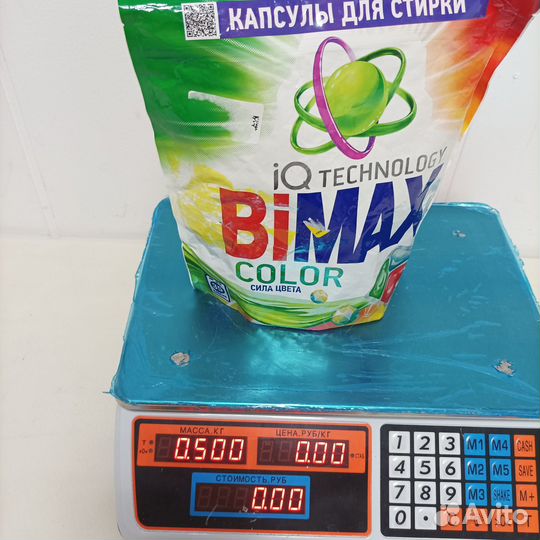 КАПСУЛЫ ДЛЯ СТИРКИ
iQ TECHNOLOGY
BiMAX
COLOR
СИЛА ЦВЕТА
МАССА.КГ
ЦЕНА.РУБ/КГ
0.500
0.00
СТОИМОСТЬ.РУБ
0.00
1 2 3 M1 M4 CASH
4 5 6 M2 M5 SAVE
7 8 9 M3 SHAKE M+
0 . T
Avito